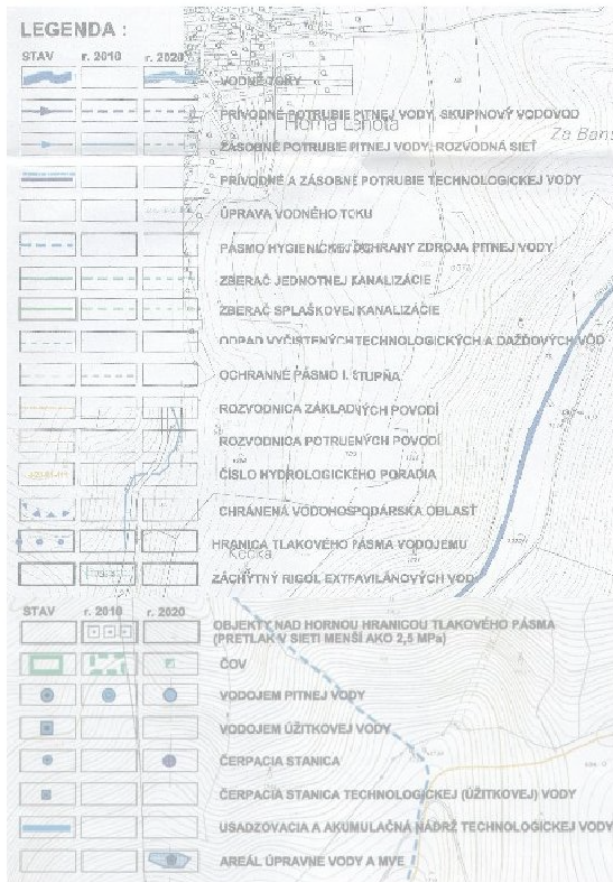 LEGENDA :
STAV r. 2010 r. 2020
VODNÉ TOKY
PRÍVODNÉ POTRUBIE PITNEJ VODY, SKUPINOVÝ VODOVOD
Horná Lehota
Za Bans
ZÁSOBNÉ POTRUBIE PITNEJ VODY, ROZVODNÁ SIEŤ
PRÍVODNÉ A ZÁSOBNÉ POTRUBIE TECHNOLOGICKEJ VODY
ÚPRAVA VODNÉHO TOKU
PÁSMO HYGIENICKEJ OCHRANY ZDROJA PITNEJ VODY
ZBERAČ JEDNOTNEJ KANALIZÁCIE
ZBERAČ SPLAŠKOVEJ KANALIZÁCIE
ODPAD VYČISTENÝCH TECHNOLOGICKÝCH A DAŽĎOVÝCH VÔD
OCHRANNÉ PÁSMO I. STUPŇA
ROZVODNICA ZÁKLADNÝCH POVODÍ
ROZVODNICA POTRUBNÝCH POVODÍ
ČÍSLO HYDROLOGICKÉHO PORADIA
CHRÁNENÁ VODOHOSPODÁRSKA OBLASŤ
HRANICA TLAKOVÉHO PÁSMA VODOJEMU
ZÁCHYTNÝ RIGOL EXTRAVILÁNOVÝCH VOD
STAV r. 2010 r. 2020
OBJEKTY NAD HORNOU HRANICOU TLAKOVÉHO PÁSMA
(PRETLAK V SIETI MENŠÍ AKO 2,5 MPa)
ČOV
VODOJEM PITNEJ VODY
VODOJEM ÚŽITKOVEJ VODY
ČERPACIA STANICA
ČERPACIA STANICA TECHNOLOGICKEJ (ÚŽITKOVEJ) VODY
USADZOVACIA A AKUMULAČNÁ NÁDRŽ TECHNOLOGICKEJ VODY
AREÁL ÚPRAVNE VODY A MVE